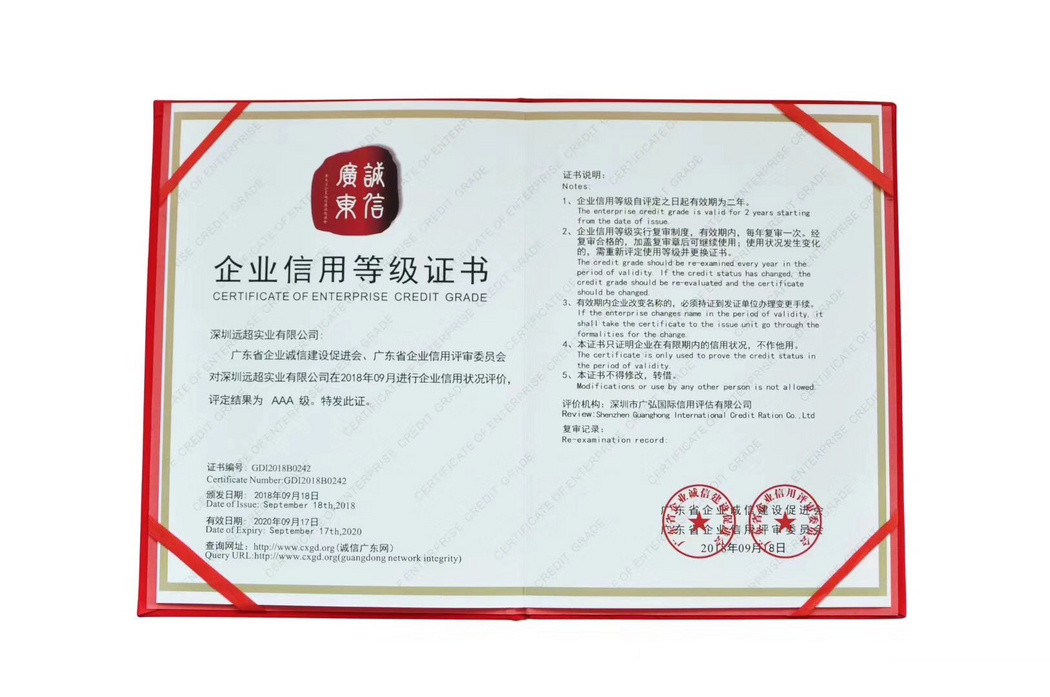 誠信
廣東
企业信用等级证书
CERTIFICATE OF ENTERPRISE CREDIT GRADE
深圳远超实业有限公司:
广东省企业诚信建设促进会、广东省企业信用评审委员会
对深圳远超实业有限公司在2018年09月进行企业信用状况评价,
评定结果为 AAA 级。特发此证。
证书编号: GDI2018B0242
Certificate Number:GDI2018B0242
颁发日期: 2018年09月18日
Date of Issue: September 18th,2018
有效日期: 2020年09月17日
Date of Expiry: September 17th,2020
查询网址: http://www.cxgd.org(诚信广东网)
Query URL:http://www.cxgd.org(guangdong network integrity)
证书说明:
Notes:
1、企业信用等级自评定之日起有效期为二年。
The enterprise credit grade is valid for 2 years starting
from the date of issue.
2、企业信用等级实行复审制度，有效期内，每年复审一次。经
复审合格的，加盖复审章后可继续使用；使用状况发生变化
的，需重新评定使用等级并更换证书。
The credit grade should be re-examined every year in the
period of validity. If the credit status has changed, the
credit grade should be re-evaluated and the certificate
should be changed.
3、有效期内企业改变名称的，必须持证到发证单位办理变更手续。
If the enterprise changes name in the period of validity, it
shall take the certificate to the issue unit go through the
formalities for the change.
4、本证书只证明企业在有限期内的信用状况，不作他用。
The certificate is only used to prove the credit status in
the period of validity.
5、本证书不得修改，转借。
Modifications or use by any other person is not allowed.
评价机构: 深圳市广弘国际信用评估有限公司
Review:Shenzhen Guanghong International Credit Ration Co.,Ltd
复审记录:
Re-examination record:
广东省企业诚信建设促进会
广东省企业信用评审委员会
2018年09月18日